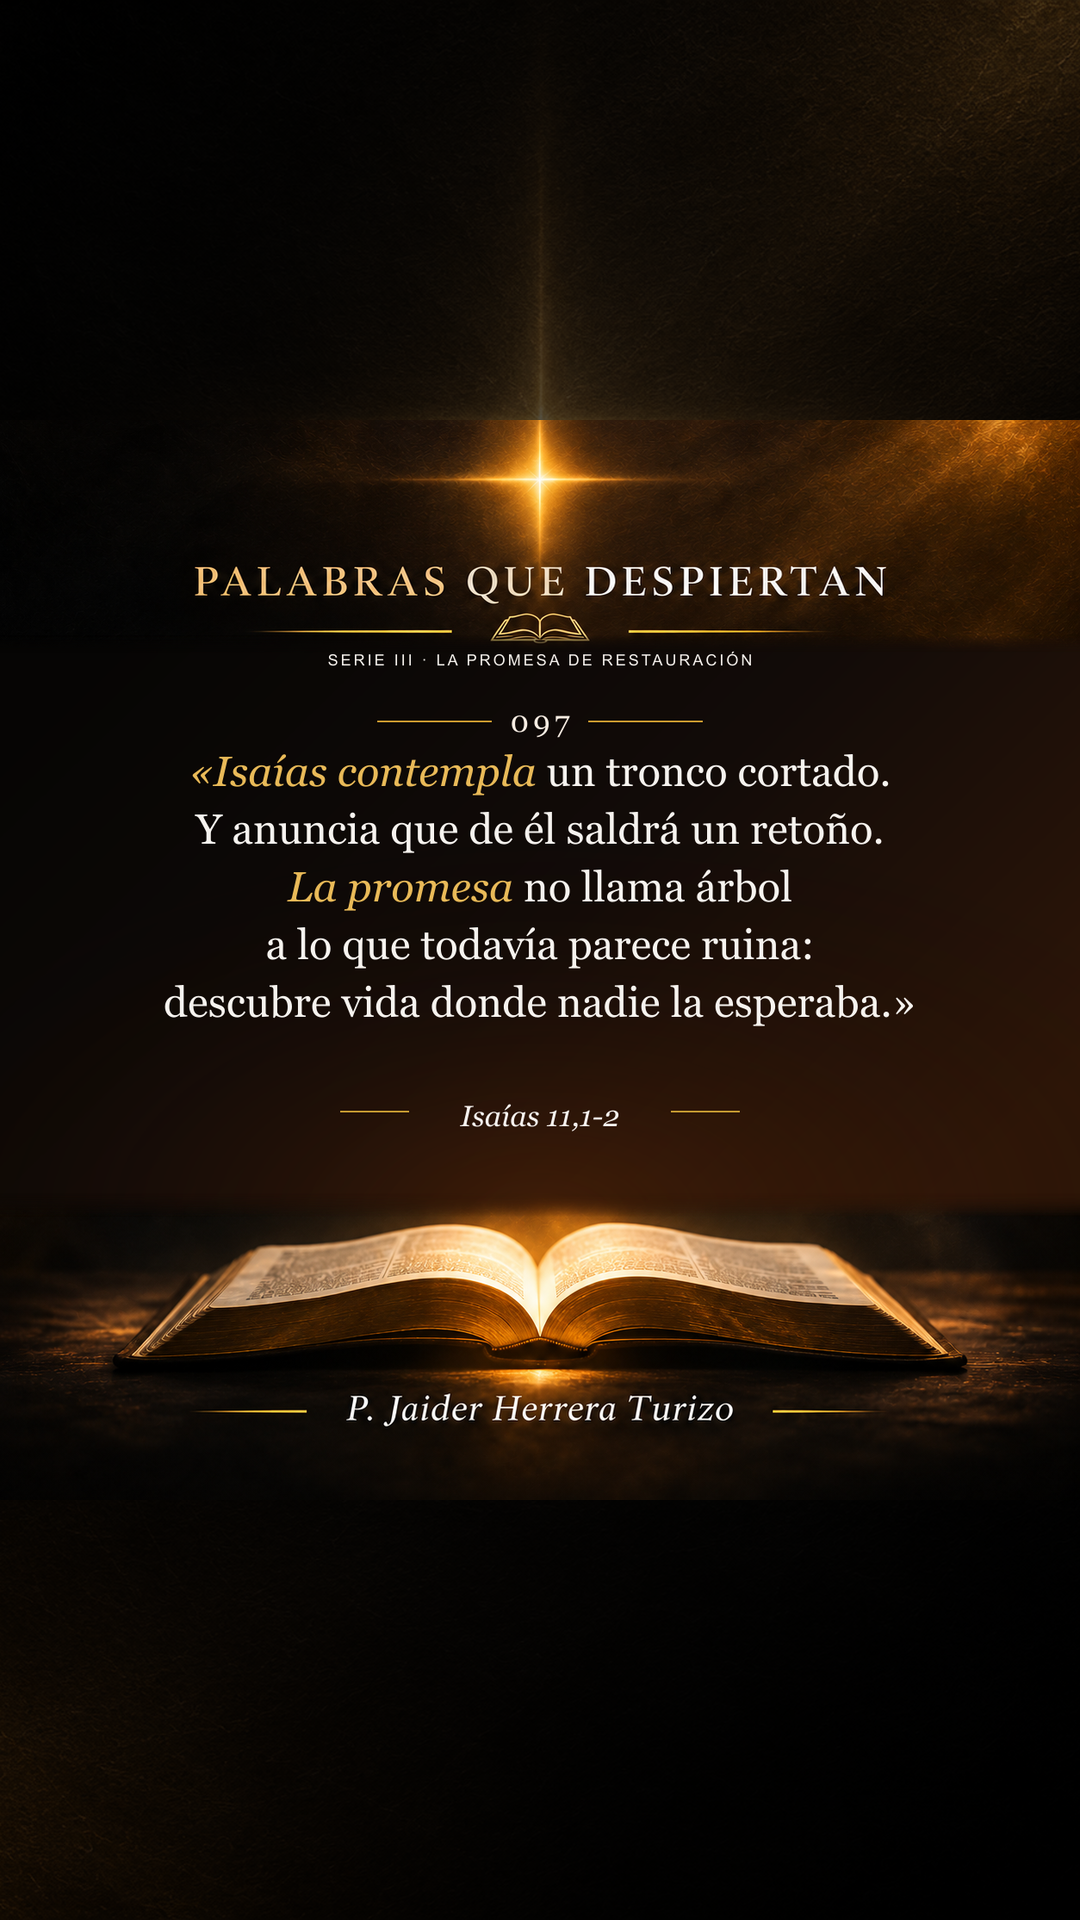 PALABRAS QUE DESPIERTAN
SERIE III · LA PROMESA DE RESTAURACIÓN
097
«Isaías contempla un tronco cortado.
Y anuncia que de él saldrá un retoño.
La promesa no llama árbol
a lo que todavía parece ruina:
descubre vida donde nadie la esperaba.»
Isaías 11,1-2
P. Jaider Herrera Turizo